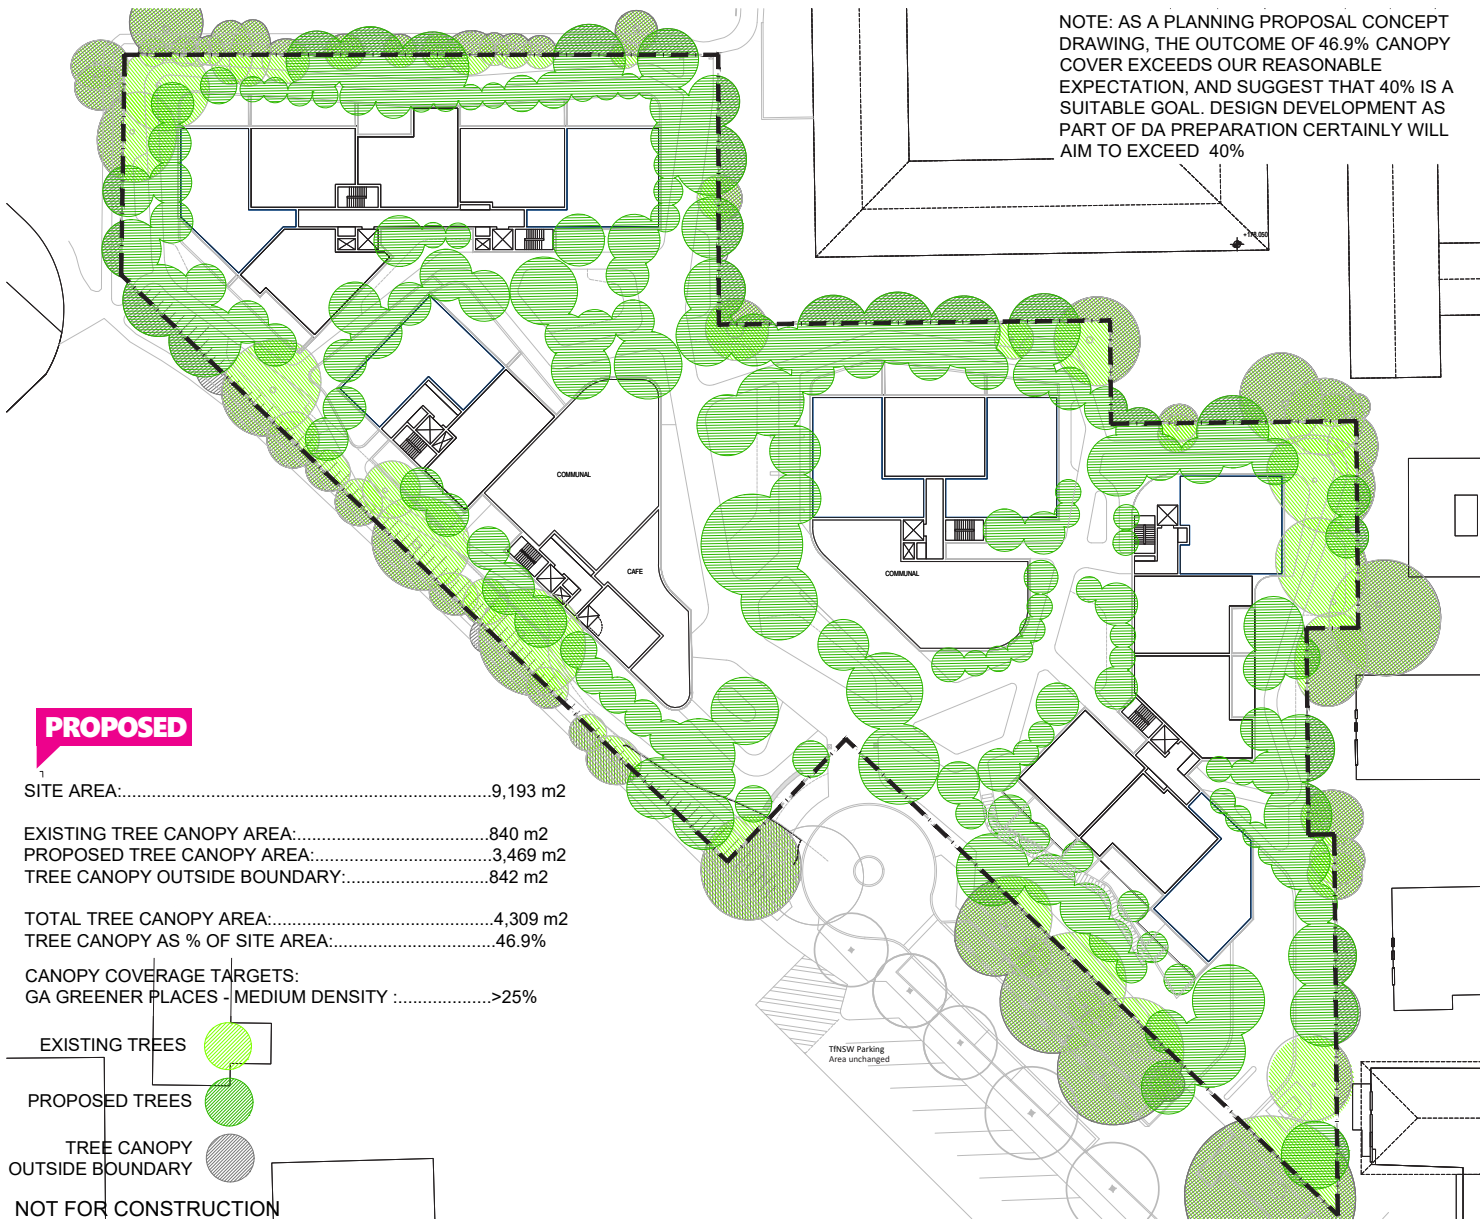 NOTE: AS A PLANNING PROPOSAL CONCEPT
DRAWING, THE OUTCOME OF 46.9% CANOPY
COVER EXCEEDS OUR REASONABLE
EXPECTATION, AND SUGGEST THAT 40% IS A
SUITABLE GOAL. DESIGN DEVELOPMENT AS
PART OF DA PREPARATION CERTAINLY WILL
AIM TO EXCEED 40%
COMMUNAL
CAFE
COMMUNAL
PROPOSED
SITE AREA:......................................................................9,193 m2
EXISTING TREE CANOPY AREA:....................................840 m2
PROPOSED TREE CANOPY AREA:..................................3,469 m2
TREE CANOPY OUTSIDE BOUNDARY:...........................842 m2
TOTAL TREE CANOPY AREA:..........................................4,309 m2
TREE CANOPY AS % OF SITE AREA:...............................46.9%
CANOPY COVERAGE TARGETS:
GA GREENER PLACES - MEDIUM DENSITY :..................>25%
EXISTING TREES
PROPOSED TREES
TREE CANOPY
OUTSIDE BOUNDARY
TfNSW Parking
Area unchanged
NOT FOR CONSTRUCTION